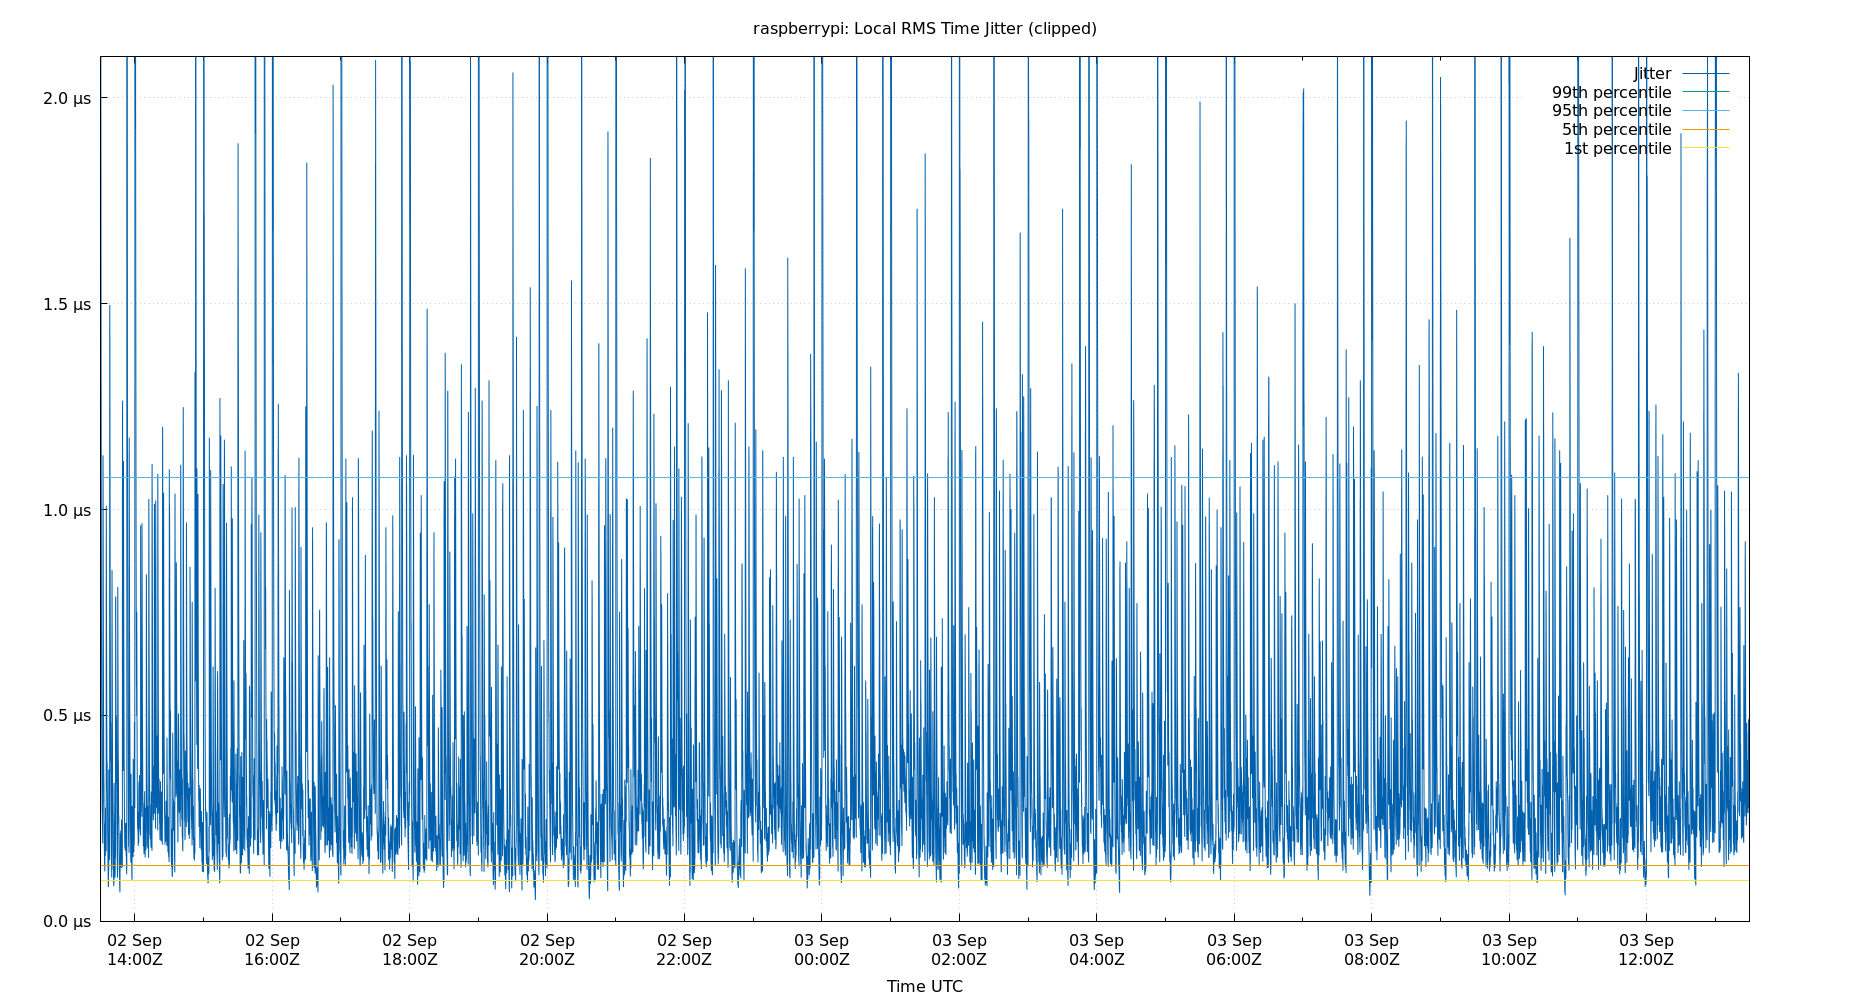 raspberrypi: Local RMS Time Jitter (clipped)
Jitter
99th percentile
95th percentile
5th percentile
1st percentile
2.0 µs
1.5 µs
1.0 µs
0.5 µs
0.0 µs
02 Sep 02 Sep 02 Sep 02 Sep 02 Sep 03 Sep 03 Sep 03 Sep 03 Sep 03 Sep 03 Sep 03 Sep
14:00Z 16:00Z 18:00Z 20:00Z 22:00Z 00:00Z 02:00Z 04:00Z 06:00Z 08:00Z 10:00Z 12:00Z
Time UTC